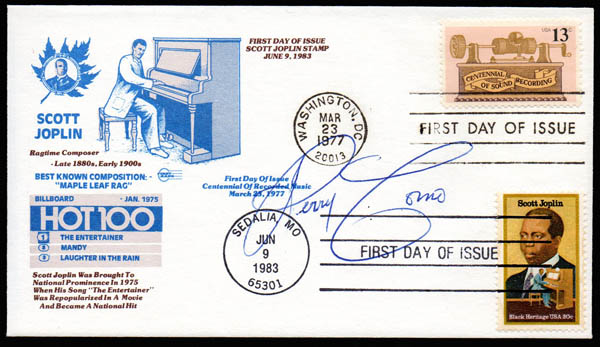 FIRST DAY OF ISSUE
SCOTT JOPLIN STAMP
JUNE 9, 1983
USA 13c
CENTENNIAL
OF SOUND RECORDING
SCOTT
JOPLIN
WASHINGTON, DC
MAR
23
1977
20013
FIRST DAY OF ISSUE
Ragtime Composer
- Late 1880s, Early 1900s
BEST KNOWN COMPOSITION:
"MAPLE LEAF RAG"
First Day Of Issue
Centennial Of Recorded Music
March 23, 1977
Perry Como
BILLBOARD - JAN. 1975
HOT 100
1 THE ENTERTAINER
2 MANDY
3 LAUGHTER IN THE RAIN
Scott Joplin Was Brought To
National Prominence In 1975
When His Song "The Entertainer"
Was Repopularized In A Movie
And Became A National Hit
SEDALIA, MO
JUN
9
1983
65301
FIRST DAY OF ISSUE
Scott Joplin
Black Heritage USA 20c